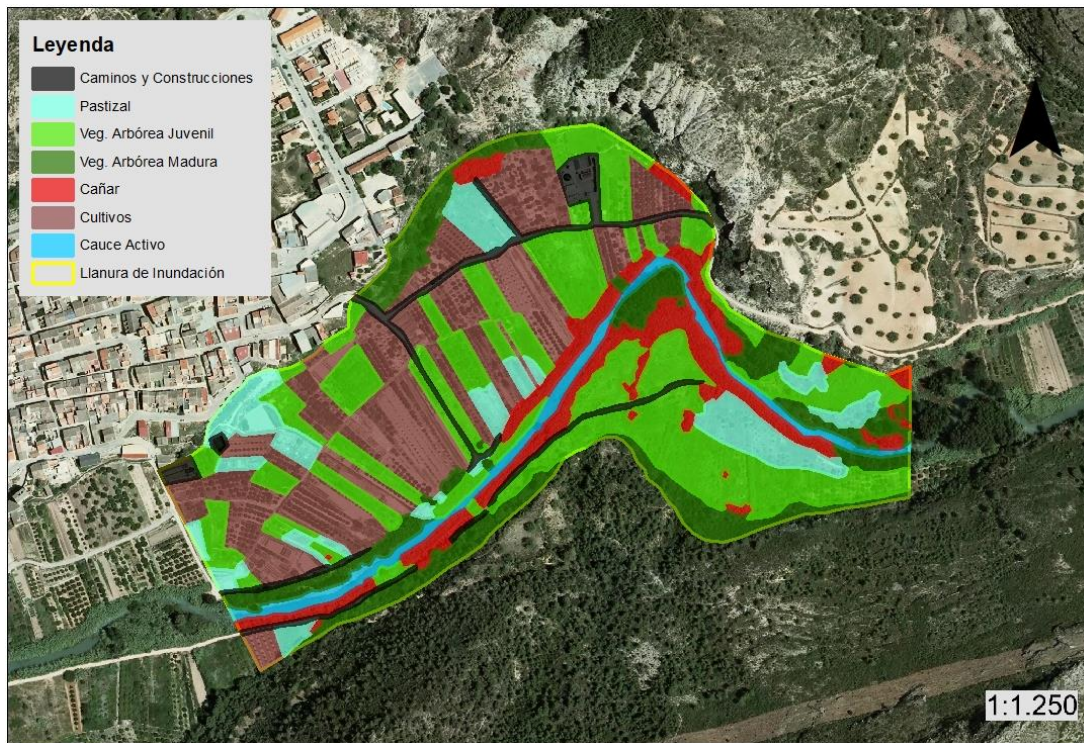 Leyenda
Caminos y Construcciones
Pastizal
Veg. Arbórea Juvenil
Veg. Arbórea Madura
Cañar
Cultivos
Cauce Activo
Llanura de Inundación
1:1.250